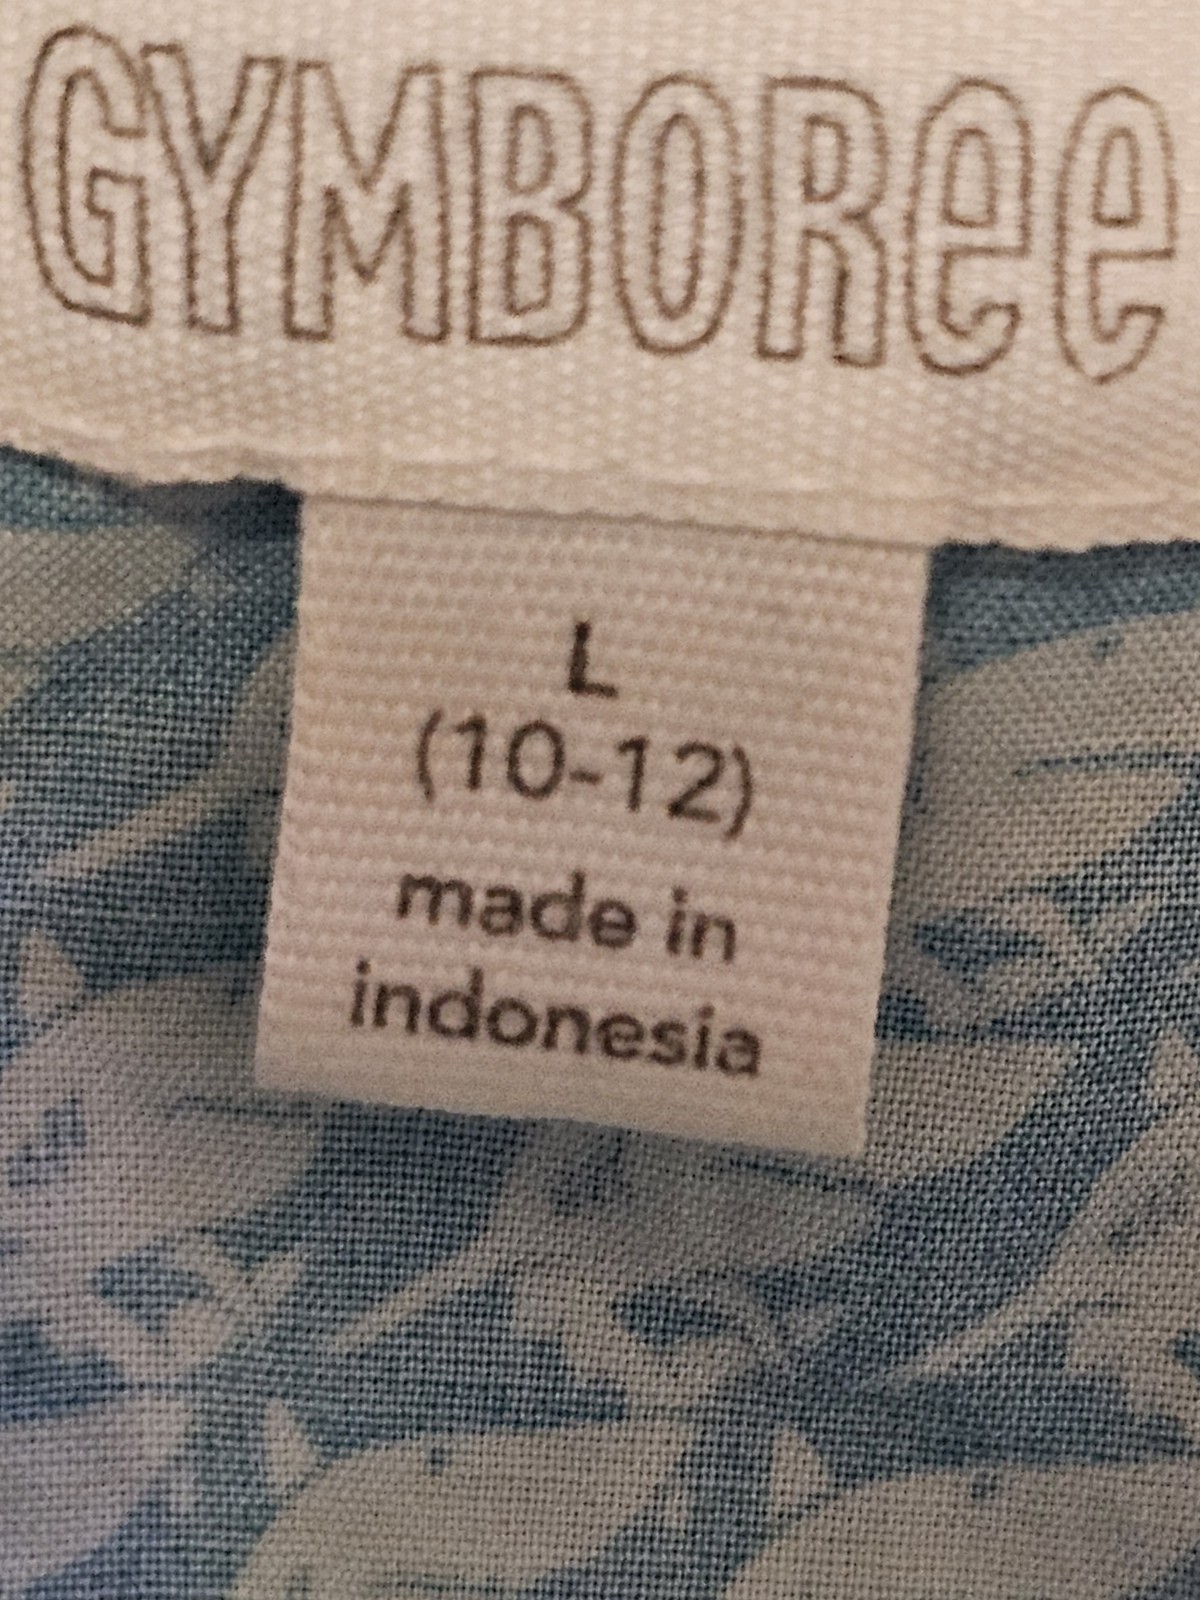 GYMBOREE
L
(10-12)
made in
indonesia